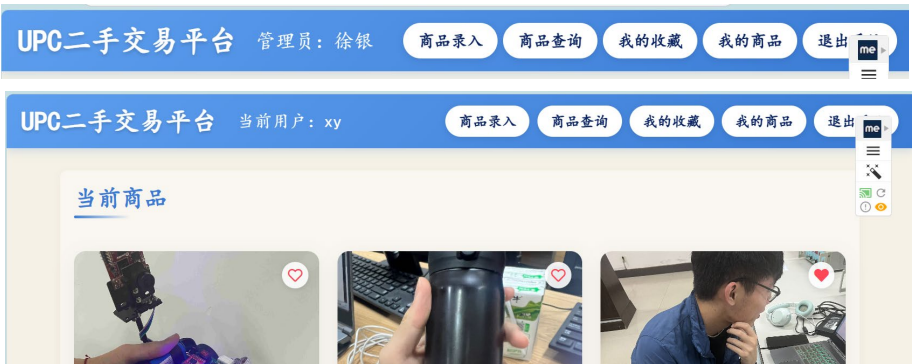 UPC二手交易平台 管理员：徐银 商品录入 商品查询 我的收藏 我的商品 退出
me
UPC二手交易平台 当前用户：xy 商品录入 商品查询 我的收藏 我的商品 退出
me
当前商品